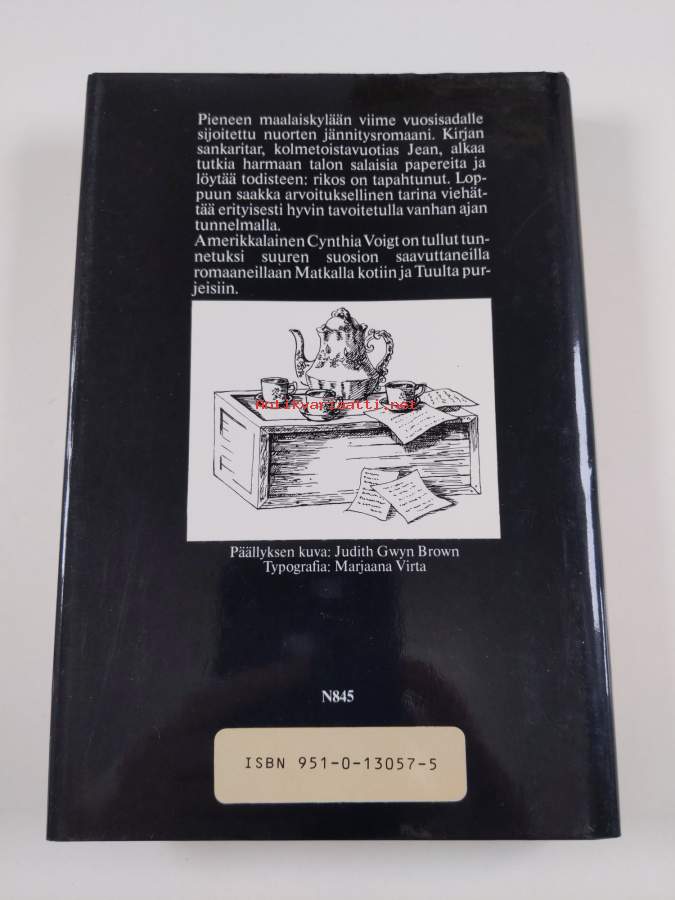 Pieneen maalaiskylään viime vuosisadalle
sijoitettu nuorten jännitysromaani. Kirjan
sankaritar, kolmetoistavuotias Jean, alkaa
tutkia harmaan talon salaisia papereita ja
löytää todisteen: rikos on tapahtunut. Lop-
puun saakka arvoituksellinen tarina viehät-
tää erityisesti hyvin tavoitetulla vanhan ajan
tunnelmalla.
Amerikkalainen Cynthia Voigt on tullut tun-
netuksi suuren suosion saavuttaneilla
romaaneillaan Matkalla kotiin ja Tuulta pur-
jeisiin.
Antikvariaatti.net
Päällyksen kuva: Judith Gwyn Brown
Typografia: Marjaana Virta
N845
ISBN 951-0-13057-5